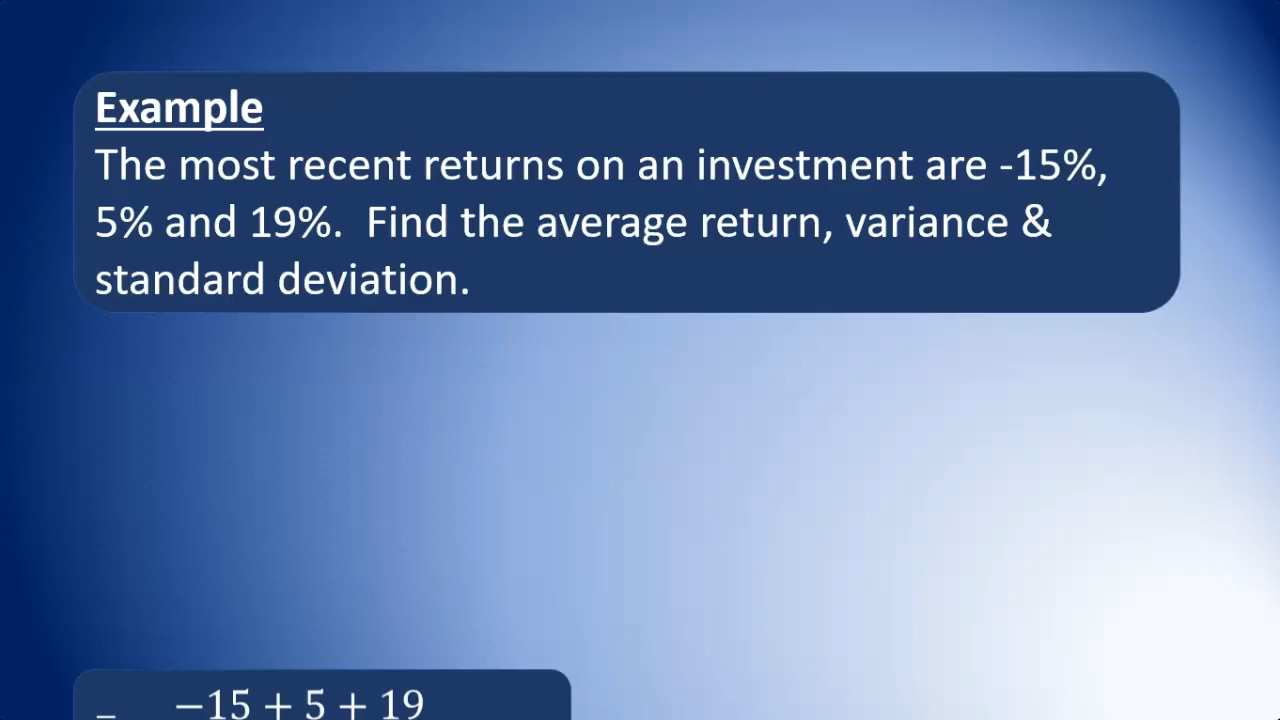 Example
The most recent returns on an investment are -15%,
5% and 19%.  Find the average return, variance &
standard deviation.
−15 + 5 + 19